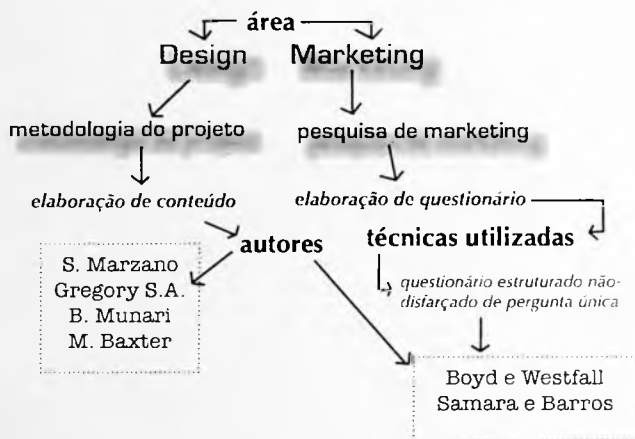 área
Design
Marketing
metodologia do projeto
pesquisa de marketing
elaboração de conteúdo
elaboração de questionário
autores
técnicas utilizadas
S. Marzano
Gregory S.A.
B. Munari
M. Baxter
questionário estruturado não-
disfarçado de pergunta única
Boyd e Westfall
Samara e Barros